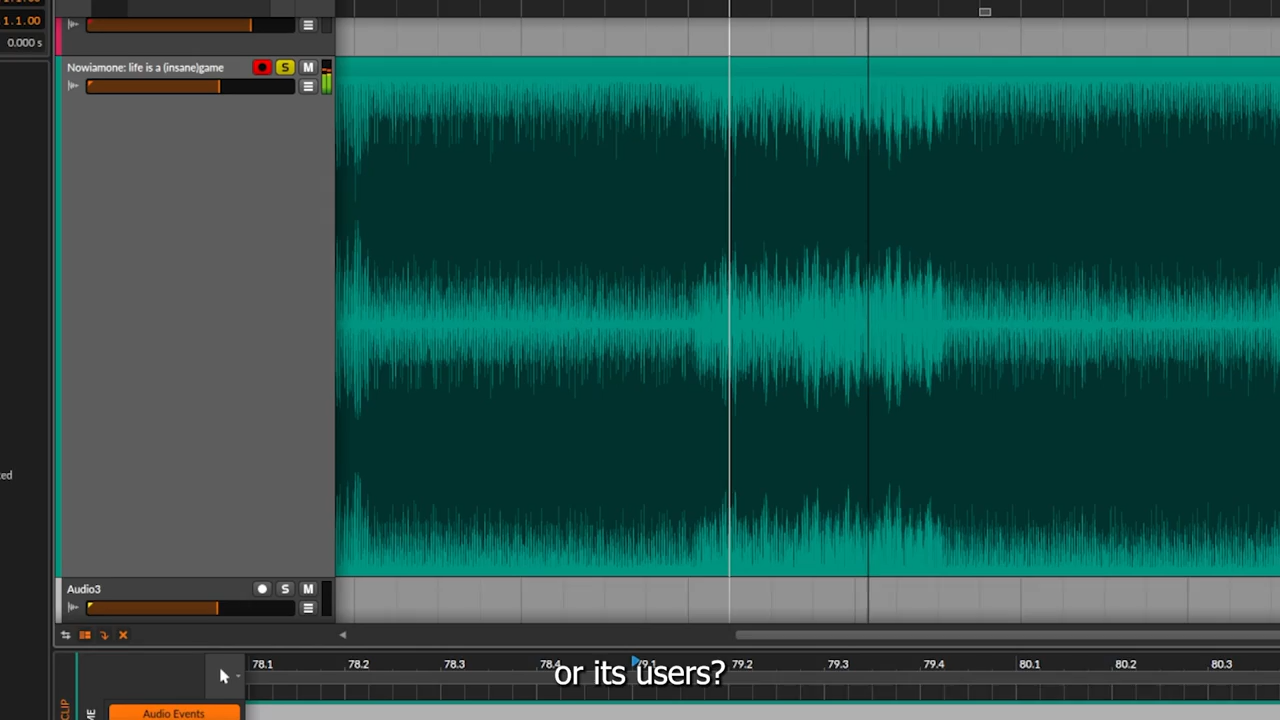 1.1.00
0.000 s
Nowiamone: life is a (insane)game
S
M
Audio3
S
M
78.1
78.2
78.3
78.4
79.1
79.2
79.3
79.4
80.1
80.2
80.3
or its users?
CLIP
Audio Events